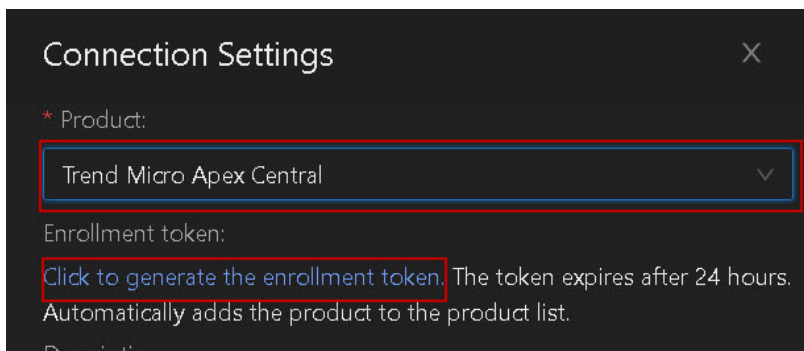 Connection Settings
* Product:
Trend Micro Apex Central
Enrollment token:
Click to generate the enrollment token. The token expires after 24 hours.
Automatically adds the product to the product list.